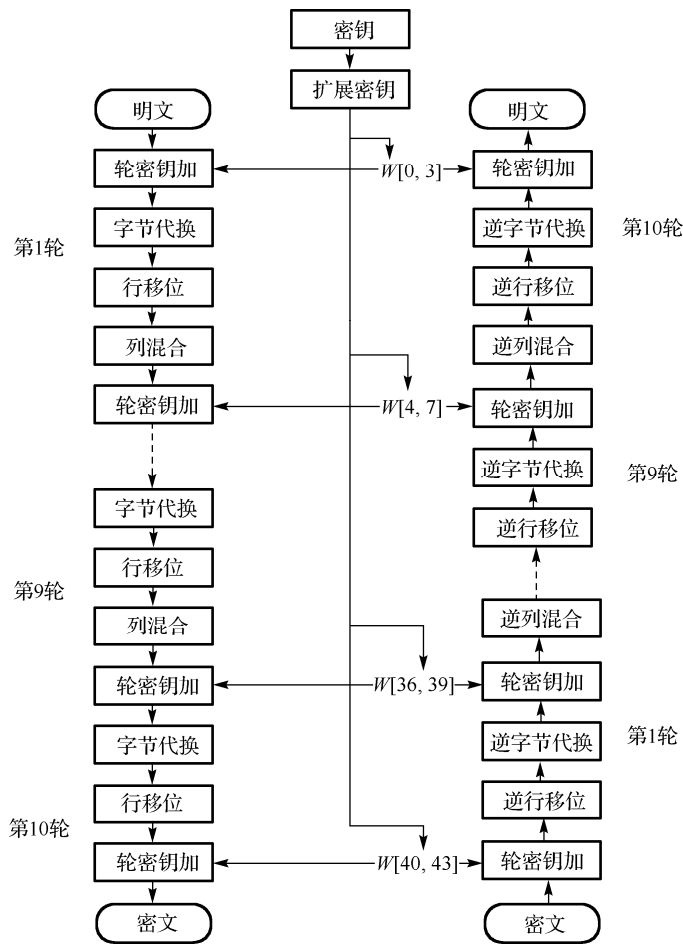 密钥
扩展密钥
明文
明文
轮密钥加
W[0, 3]
轮密钥加
第1轮
字节代换
逆字节代换
第10轮
行移位
逆行移位
列混合
逆列混合
轮密钥加
W[4, 7]
轮密钥加
逆字节代换
第9轮
字节代换
逆行移位
第9轮
行移位
列混合
逆列混合
轮密钥加
W[36, 39]
轮密钥加
字节代换
逆字节代换
第1轮
第10轮
行移位
逆行移位
轮密钥加
W[40, 43]
轮密钥加
密文
密文